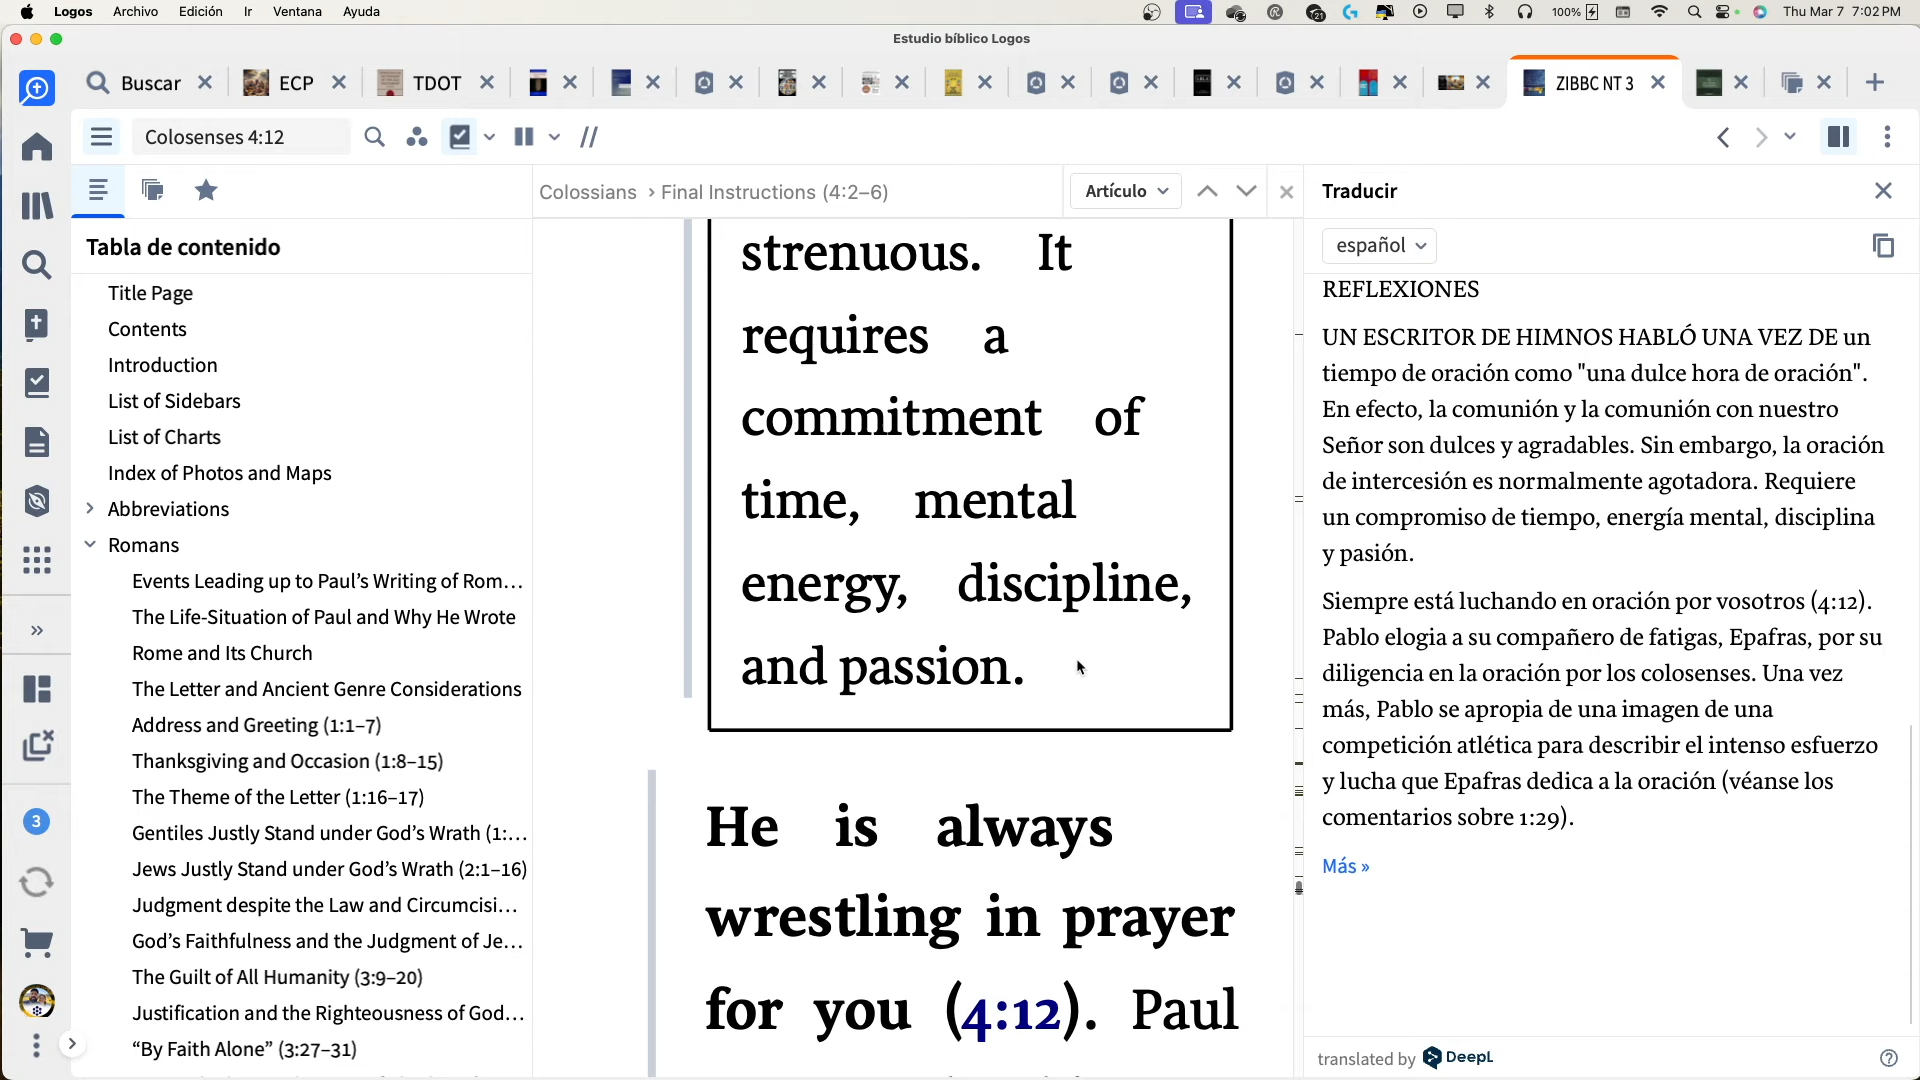 Logos Archivo Edición Ir Ventana Ayuda
21
100%
Thu Mar 7 7:02 PM
Estudio bíblico Logos
Buscar
ECP
TDOT
ZIBBC NT 3
Colosenses 4:12
Colossians › Final Instructions (4:2–6)
Artículo
Traducir
español
Tabla de contenido
Title Page
Contents
Introduction
List of Sidebars
List of Charts
Index of Photos and Maps
Abbreviations
Romans
Events Leading up to Paul’s Writing of Rom…
The Life-Situation of Paul and Why He Wrote
Rome and Its Church
The Letter and Ancient Genre Considerations
Address and Greeting (1:1–7)
Thanksgiving and Occasion (1:8–15)
The Theme of the Letter (1:16–17)
Gentiles Justly Stand under God’s Wrath (1:…
Jews Justly Stand under God’s Wrath (2:1–16)
Judgment despite the Law and Circumcisi…
God’s Faithfulness and the Judgment of Je…
The Guilt of All Humanity (3:9–20)
Justification and the Righteousness of God…
“By Faith Alone” (3:27–31)
3
strenuous. It
requires a
commitment of
time, mental
energy, discipline,
and passion.
He is always
wrestling in prayer
for you (4:12). Paul
REFLEXIONES
UN ESCRITOR DE HIMNOS HABLÓ UNA VEZ DE un
tiempo de oración como "una dulce hora de oración".
En efecto, la comunión y la comunión con nuestro
Señor son dulces y agradables. Sin embargo, la oración
de intercesión es normalmente agotadora. Requiere
un compromiso de tiempo, energía mental, disciplina
y pasión.
Siempre está luchando en oración por vosotros (4:12).
Pablo elogia a su compañero de fatigas, Epafras, por su
diligencia en la oración por los colosenses. Una vez
más, Pablo se apropia de una imagen de una
competición atlética para describir el intenso esfuerzo
y lucha que Epafras dedica a la oración (véanse los
comentarios sobre 1:29).
Más »
translated by DeepL